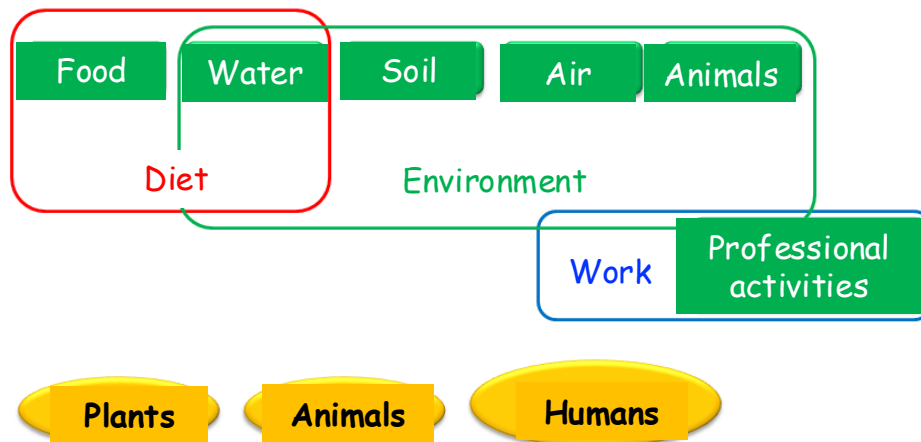 Food Water Soil Air Animals
Diet Environment
Work
Professional
activities
Plants Animals Humans